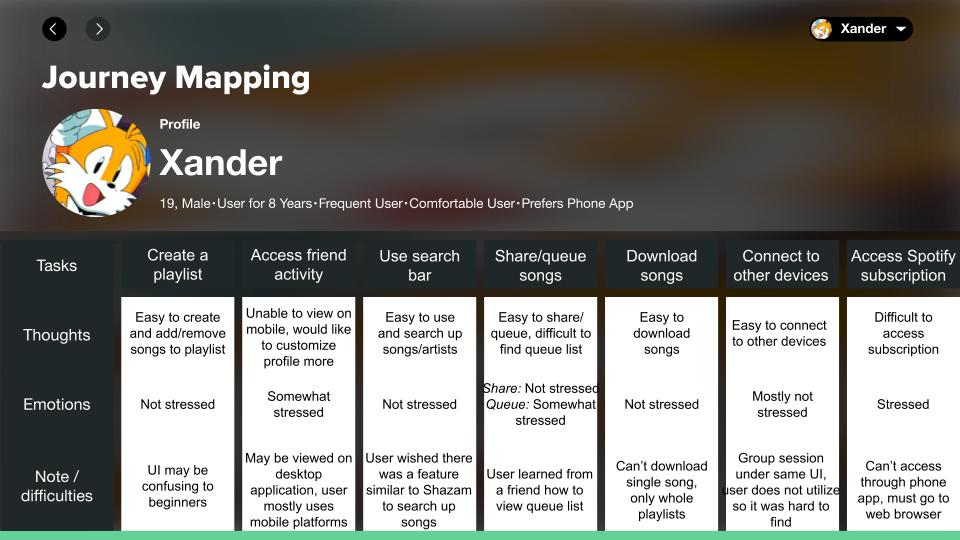 Xander
Journey Mapping
Profile
Xander
19, Male•User for 8 Years•Frequent User•Comfortable User•Prefers Phone App
Tasks
Create a
playlist
Access friend
activity
Use search
bar
Share/queue
songs
Download
songs
Connect to
other devices
Access Spotify
subscription
Thoughts
Easy to create
and add/remove
songs to playlist
Unable to view on
mobile, would like
to customize
profile more
Easy to use
and search up
songs/artists
Easy to share/
queue, difficult to
find queue list
Easy to
download
songs
Easy to connect
to other devices
Difficult to
access
subscription
Emotions
Not stressed
Somewhat
stressed
Not stressed
Share: Not stressed
Queue: Somewhat
stressed
Not stressed
Mostly not
stressed
Stressed
Note /
difficulties
UI may be
confusing to
beginners
May be viewed on
desktop
application, user
mostly uses
mobile platforms
User wished there
was a feature
similar to Shazam
to search up
songs
User learned from
a friend how to
view queue list
Can't download
single song,
only whole
playlists
Group session
under same UI,
user does not utilize
so it was hard to
find
Can't access
through phone
app, must go to
web browser